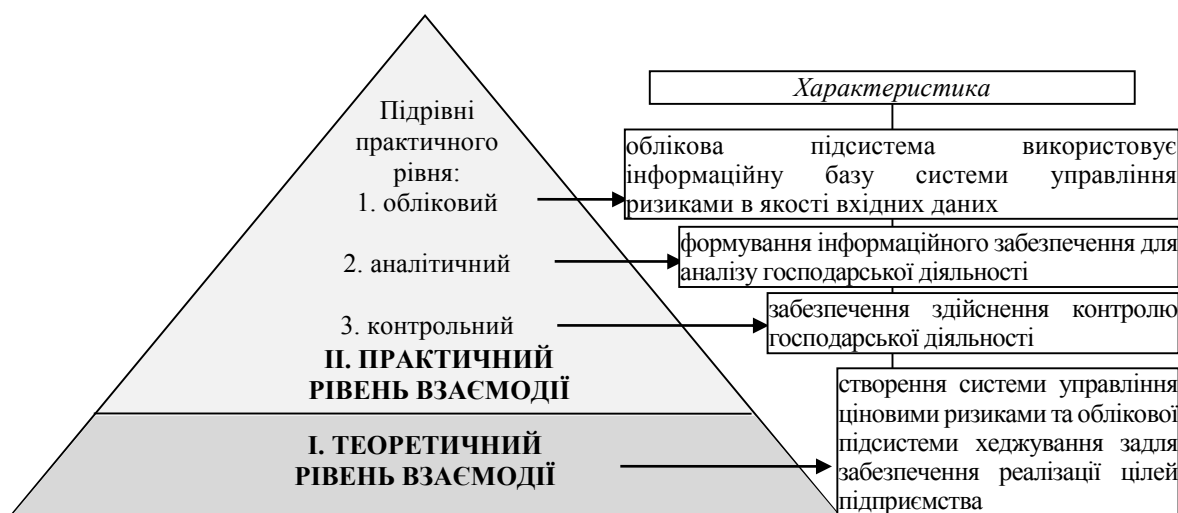 Підрівні
практичного
рівня:
1. обліковий
2. аналітичний
3. контрольний
ІІ. ПРАКТИЧНИЙ
РІВЕНЬ ВЗАЄМОДІЇ
І. ТЕОРЕТИЧНИЙ
РІВЕНЬ ВЗАЄМОДІЇ
Характеристика
облікова підсистема використовує
інформаційну базу системи управління
ризиками в якості вхідних даних
формування інформаційного забезпечення для
аналізу господарської діяльності
забезпечення здійснення контролю
господарської діяльності
створення системи управління
ціновими ризиками та облікової
підсистеми хеджування задля
забезпечення реалізації цілей
підприємства